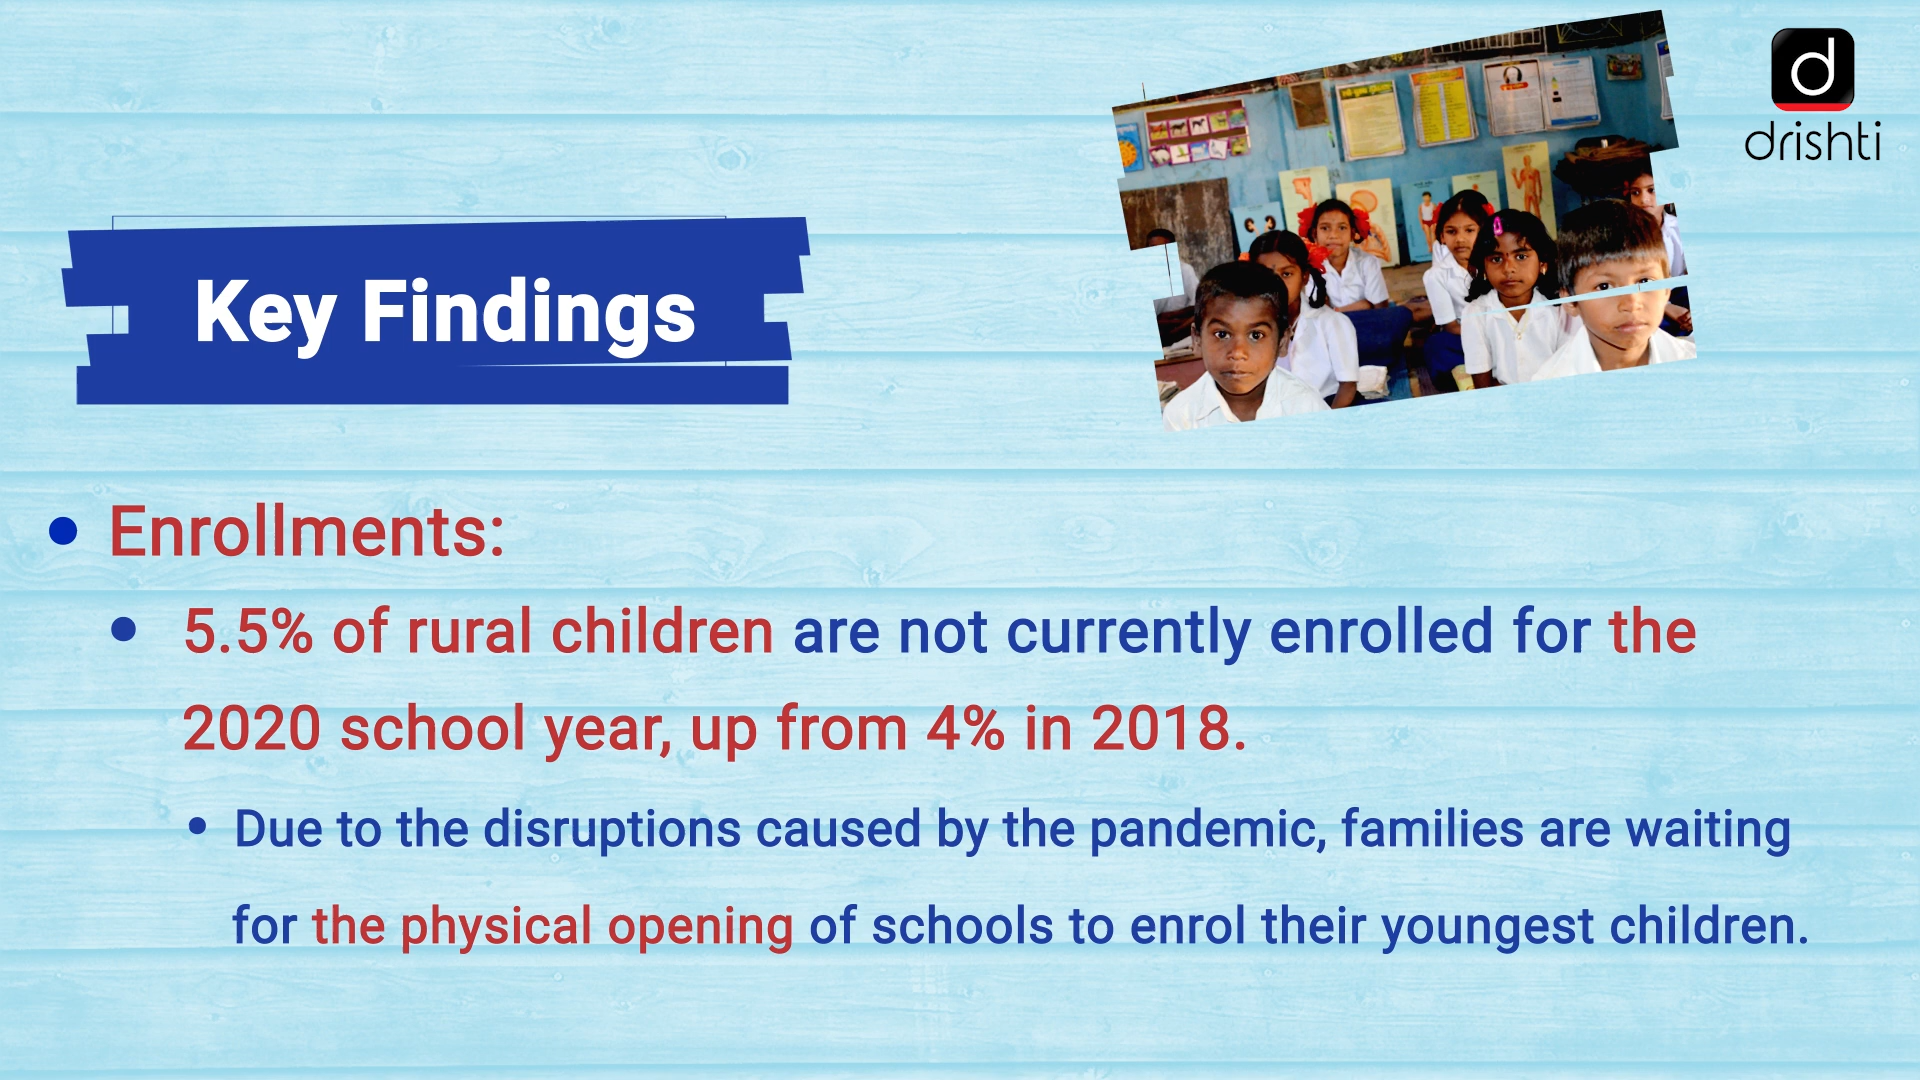 d
drishti
Key Findings
• Enrollments:
• 5.5% of rural children are not currently enrolled for the
2020 school year, up from 4% in 2018.
• Due to the disruptions caused by the pandemic, families are waiting
for the physical opening of schools to enrol their youngest children.